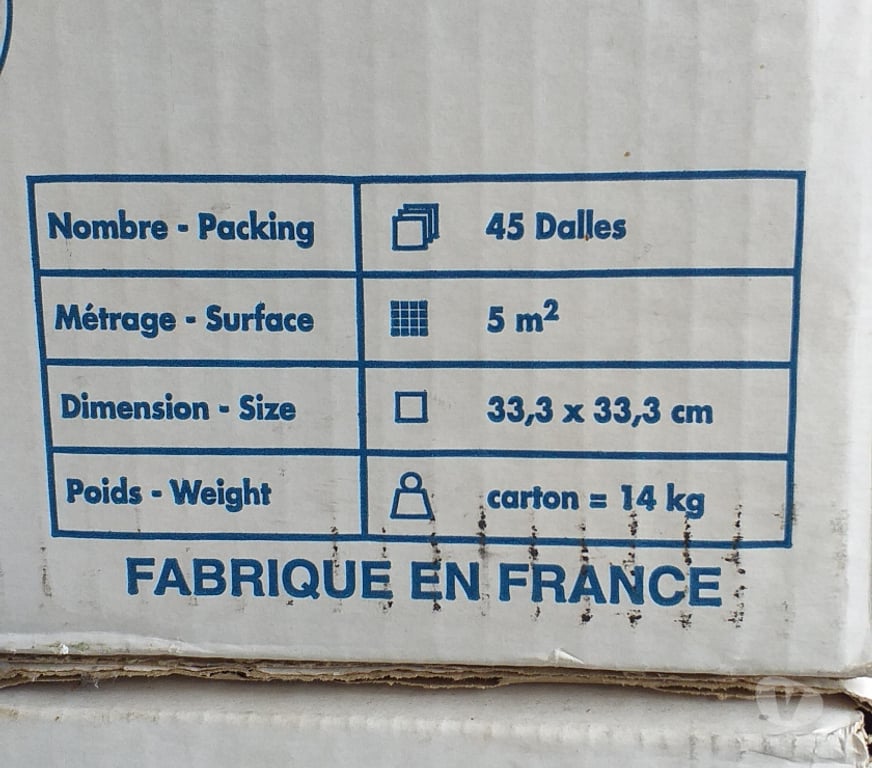 Nombre - Packing 45 Dalles
Métrage - Surface 5 m²
Dimension - Size 33,3 x 33,3 cm
Poids - Weight carton = 14 kg
FABRIQUE EN FRANCE
V